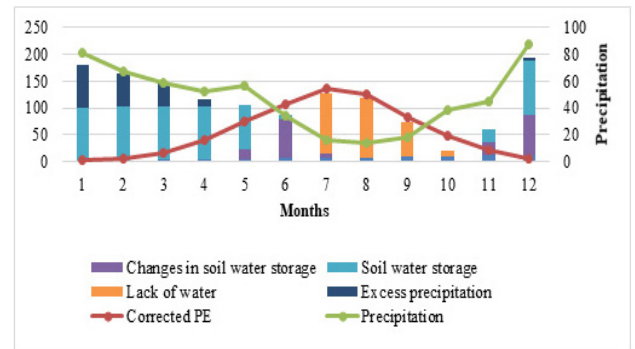 250
200
150
100
50
0
100
80
60
40
20
0
Precipitation
1 2 3 4 5 6 7 8 9 10 11 12
Months
Changes in soil water storage Soil water storage
Lack of water Excess precipitation
Corrected PE Precipitation